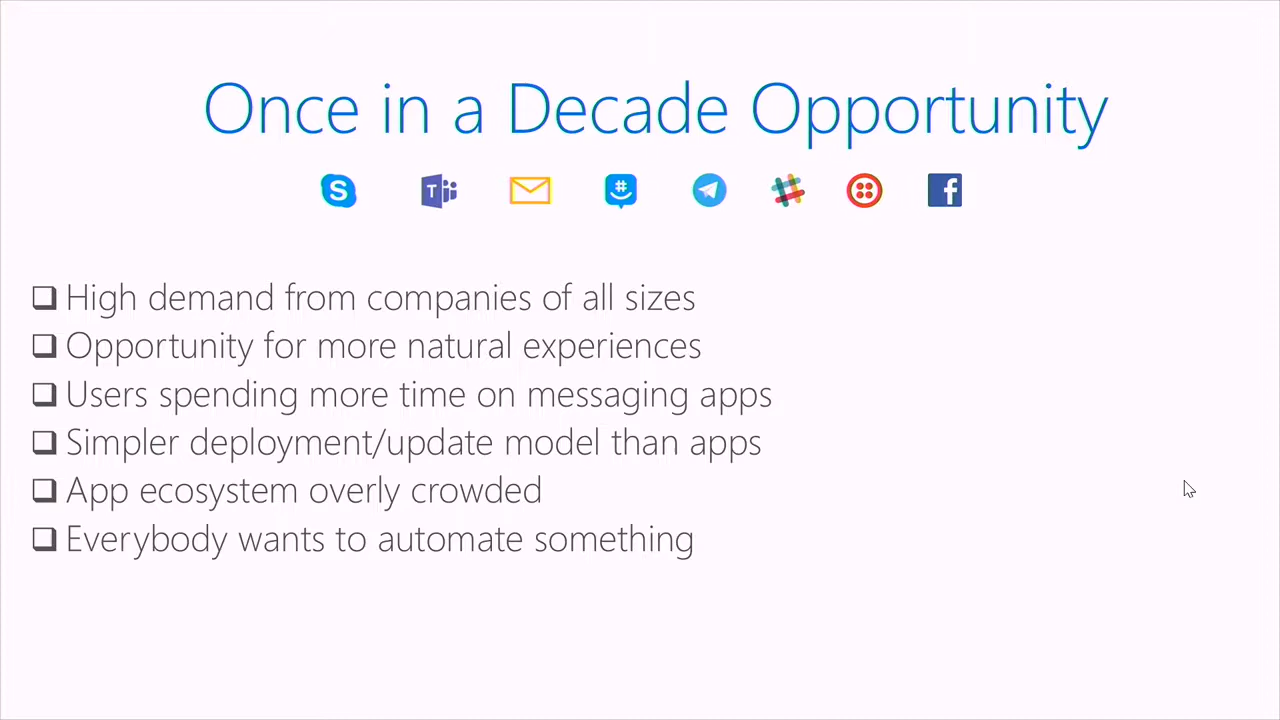 Once in a Decade Opportunity
High demand from companies of all sizes
Opportunity for more natural experiences
Users spending more time on messaging apps
Simpler deployment/update model than apps
App ecosystem overly crowded
Everybody wants to automate something